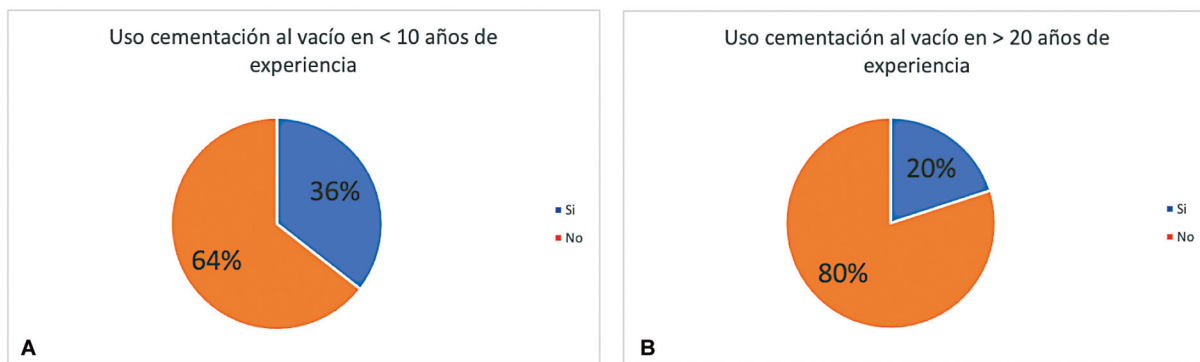 Uso cementación al vacío en < 10 años de
experiencia
36%
64%
Si
No
A
Uso cementación al vacío en > 20 años de
experiencia
20%
80%
Si
No
B